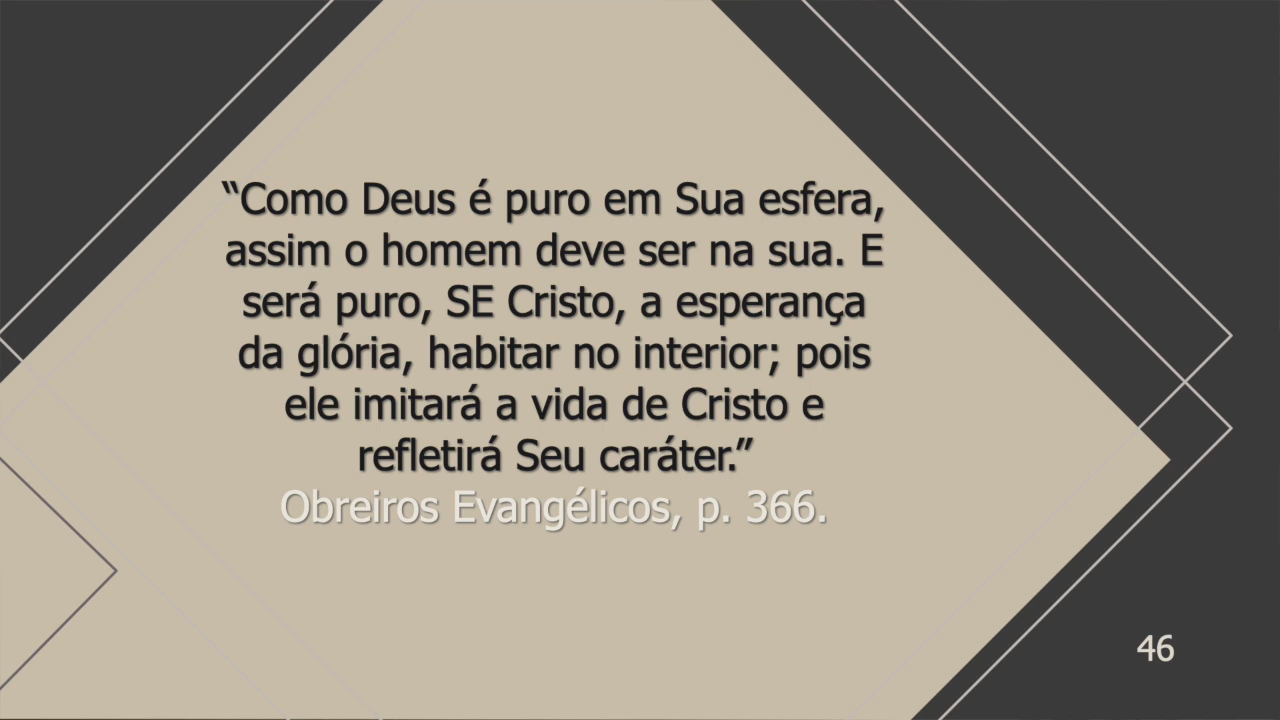 “Como Deus é puro em Sua esfera,
assim o homem deve ser na sua. E
será puro, SE Cristo, a esperança
da glória, habitar no interior; pois
ele imitará a vida de Cristo e
refletirá Seu caráter.”
Obreiros Evangélicos, p. 366.
46